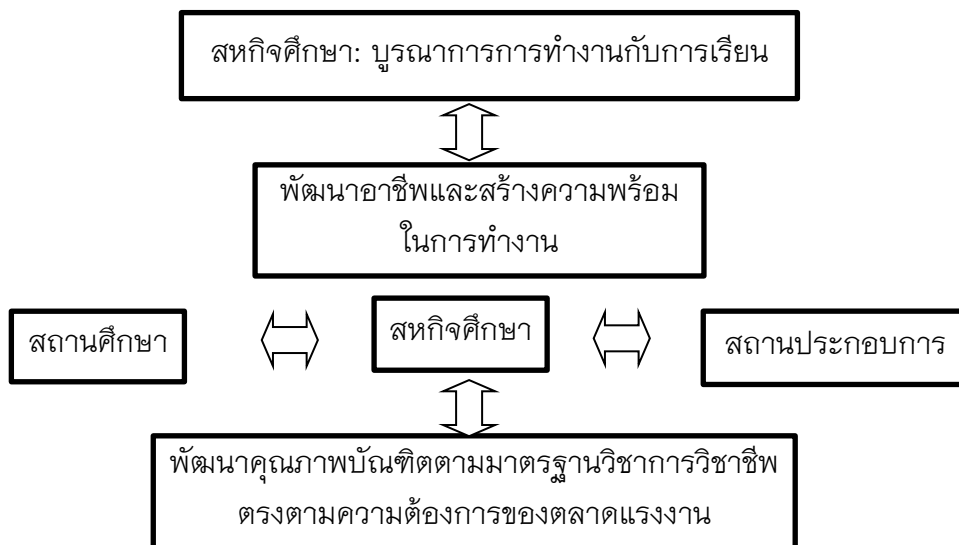 สหกิจศึกษา: บูรณาการการทำงานกับการเรียน
พัฒนาอาชีพและสร้างความพร้อม
ในการทำงาน
สถานศึกษา
สหกิจศึกษา
สถานประกอบการ
พัฒนาคุณภาพบัณฑิตตามมาตรฐานวิชาการวิชาชีพ
ตรงตามความต้องการของตลาดแรงงาน